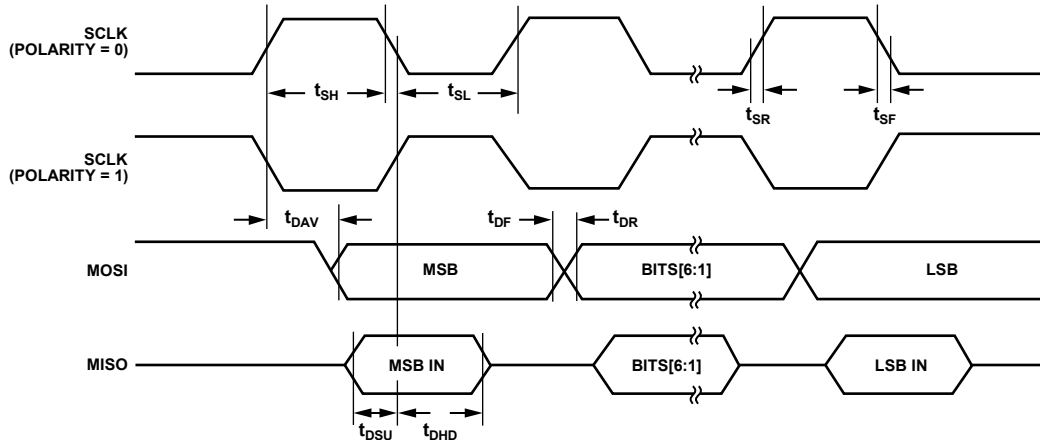 SCLK
(POLARITY = 0)
tSH
tSL
tSR
tSF
SCLK
(POLARITY = 1)
tDAV
tDF
tDR
MOSI
MSB
BITS[6:1]
LSB
MISO
MSB IN
BITS[6:1]
LSB IN
tDSU
tDHD